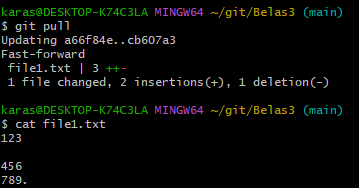 karas@DESKTOP-K74C3LA MINGW64 ~/git/Belas3 (main)
$ git pull
Updating a66f84e..cb607a3
Fast-forward
 file1.txt | 3 ++-
 1 file changed, 2 insertions(+), 1 deletion(-)

karas@DESKTOP-K74C3LA MINGW64 ~/git/Belas3 (main)
$ cat file1.txt
123

456
789.